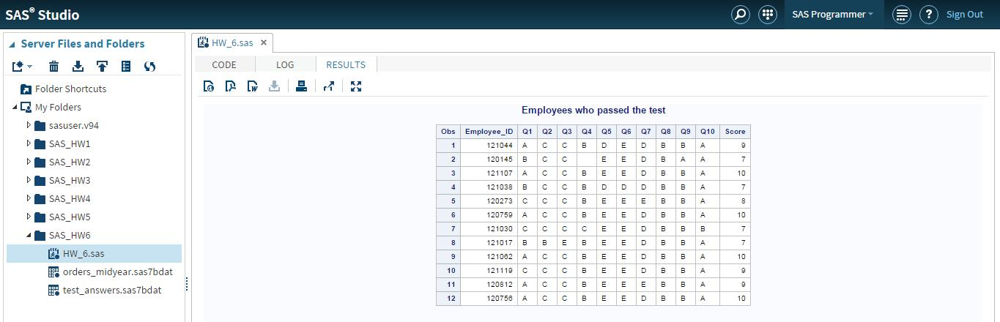 SAS® Studio
SAS Programmer
?
Sign Out
Server Files and Folders
Folder Shortcuts
My Folders
sasuser.v94
SAS_HW1
SAS_HW2
SAS_HW3
SAS_HW4
SAS_HW5
SAS_HW6
HW_6.sas
orders_midyear.sas7bdat
test_answers.sas7bdat
HW_6.sas
CODE LOG RESULTS
Employees who passed the test
Obs Employee_ID Q1 Q2 Q3 Q4 Q5 Q6 Q7 Q8 Q9 Q10 Score
1 121044 A C C B D E D B B A 9
2 120145 B C C E E D B A A 7
3 121107 A C C B E E D B B A 10
4 121038 B C C B D D D B B A 7
5 120273 C C C B E E E B B A 8
6 120759 A C C B E E D B B A 10
7 121030 C C C C E E D B B B 7
8 121017 B B E B E E D B B A 7
9 121062 A C C B E E D B B A 10
10 121119 C C C B E E D B B A 9
11 120812 A C C B E E E B B A 9
12 120756 A C C B E E D B B A 10